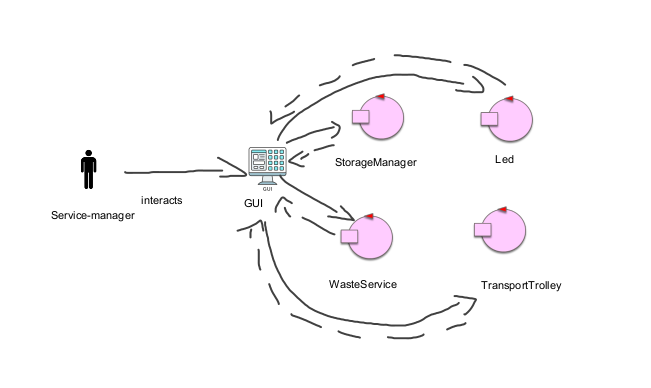 StorageManager
Led
GUI
interacts
GUI
Service-manager
WasteService
TransportTrolley